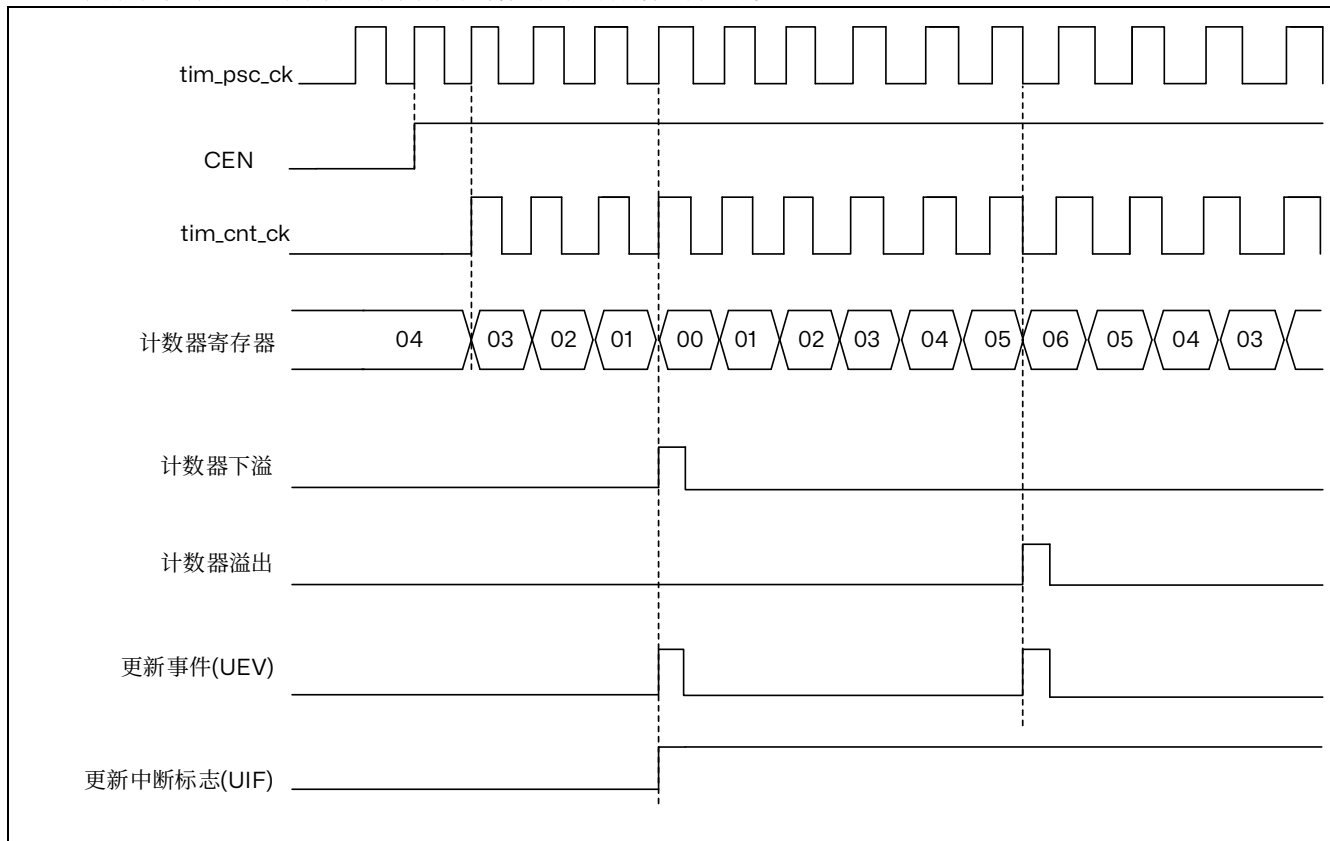 tim_psc_ck
CEN
tim_cnt_ck
计数器寄存器 04 03 02 01 00 01 02 03 04 05 06 05 04 03
计数器下溢
计数器溢出
更新事件(UEV)
更新中断标志(UIF)